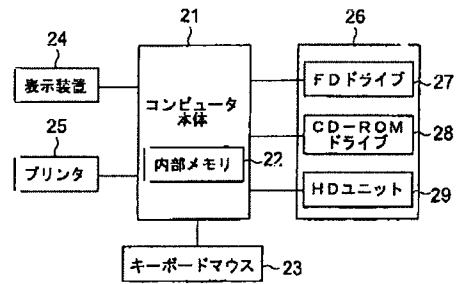 24
21
26
表示装置
コンピュータ
本体
FDドライブ
27
25
CD-ROM
ドライブ
28
プリンタ
内部メモリ
22
HDユニット
29
キーボードマウス
23